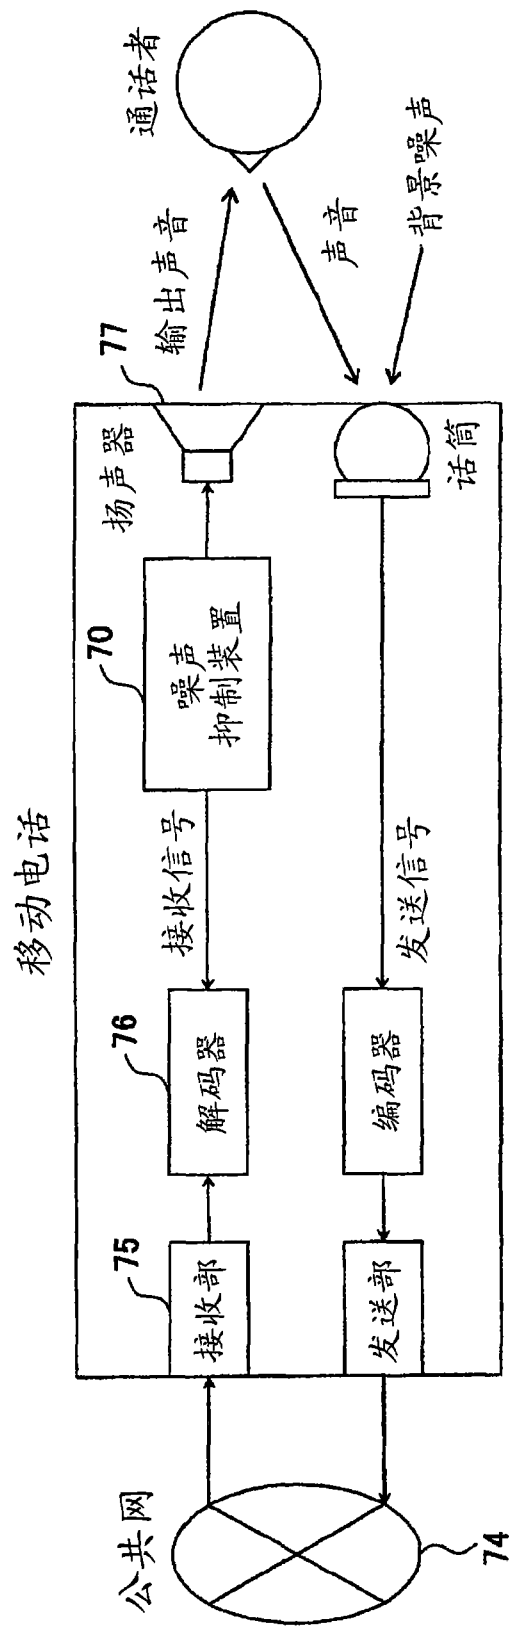 移动电话
公共网
74
75
接收部
76
解码器
接收信号
70
噪声
抑制装置
扬声器
77
输出声音
通话者
声音
背景噪声
话筒
发送信号
编码器
发送部